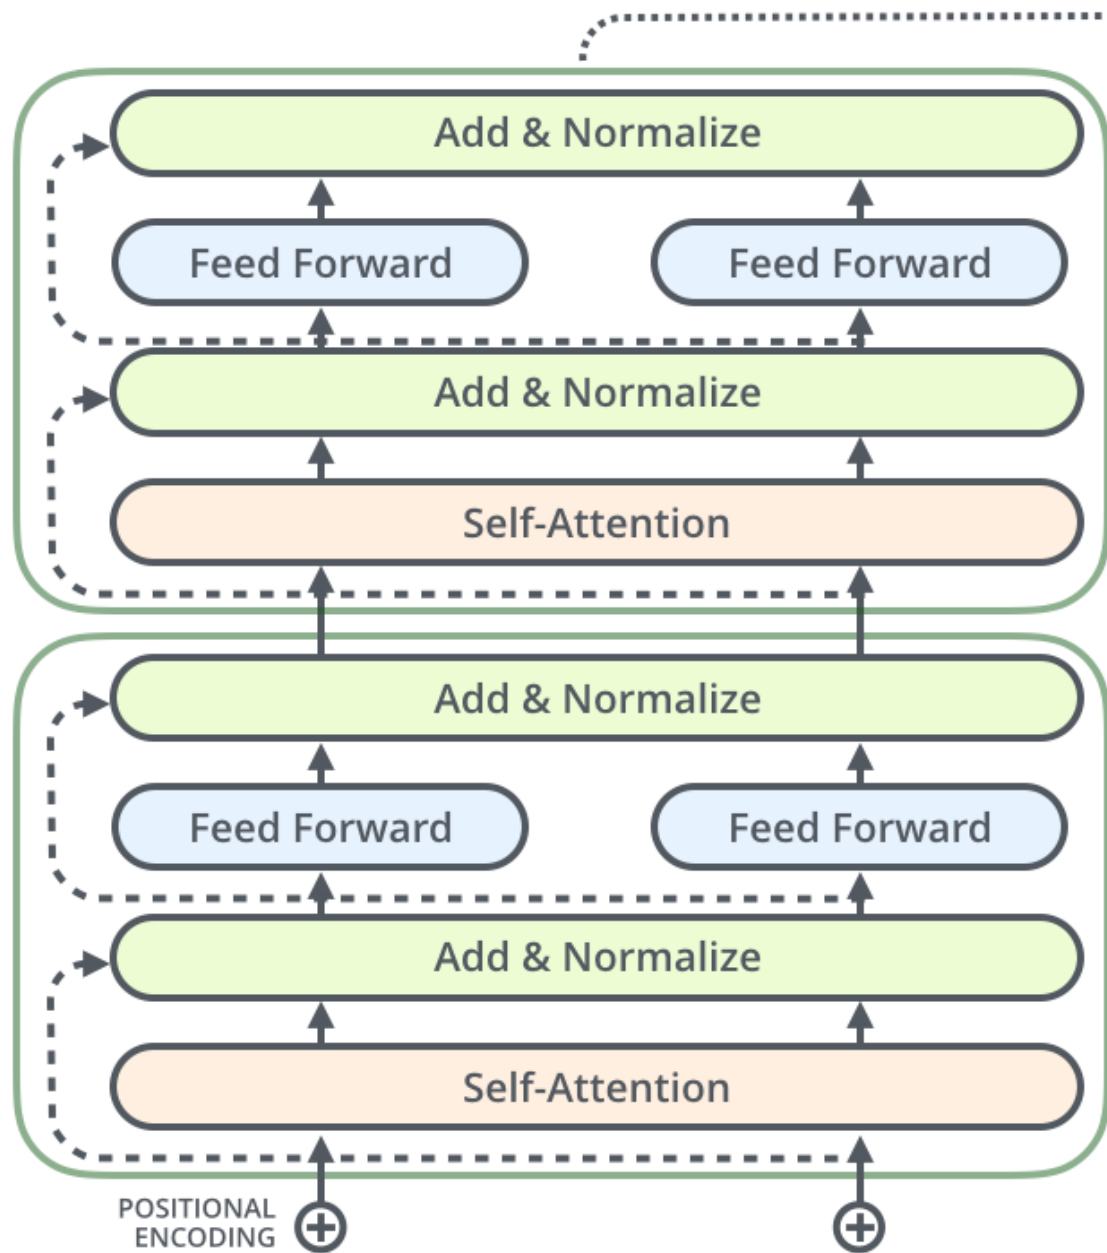 Add & Normalize
Feed Forward Feed Forward
Add & Normalize
Self-Attention
Add & Normalize
Feed Forward Feed Forward
Add & Normalize
Self-Attention
POSITIONAL
ENCODING